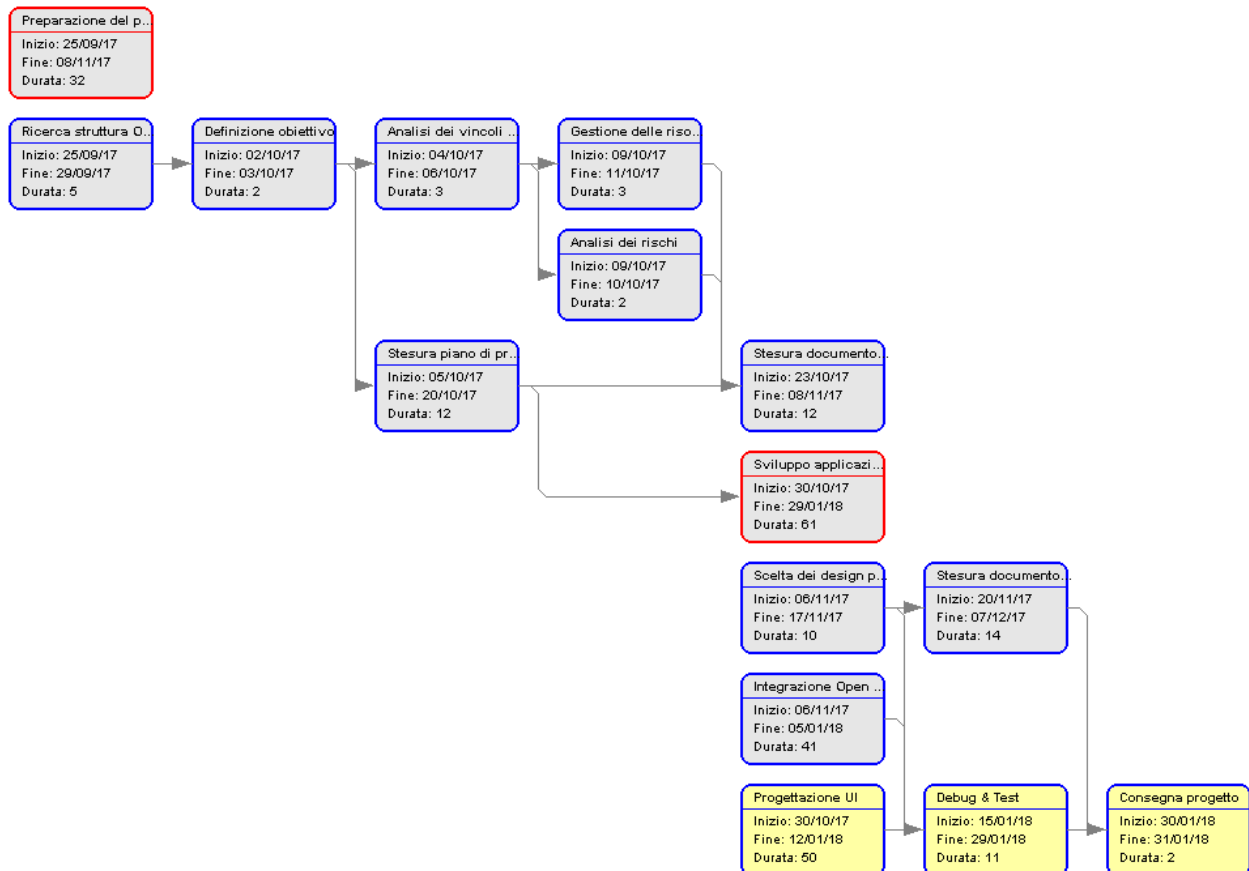 Preparazione del p...
Inizio: 25/09/17
Fine: 08/11/17
Durata: 32
Ricerca struttura O...
Inizio: 25/09/17
Fine: 29/09/17
Durata: 5
Definizione obiettivo
Inizio: 02/10/17
Fine: 03/10/17
Durata: 2
Analisi dei vincoli ...
Inizio: 04/10/17
Fine: 06/10/17
Durata: 3
Gestione delle riso...
Inizio: 09/10/17
Fine: 11/10/17
Durata: 3
Analisi dei rischi
Inizio: 09/10/17
Fine: 10/10/17
Durata: 2
Stesura piano di pr...
Inizio: 05/10/17
Fine: 20/10/17
Durata: 12
Stesura documento...
Inizio: 23/10/17
Fine: 08/11/17
Durata: 12
Sviluppo applicazi...
Inizio: 30/10/17
Fine: 29/01/18
Durata: 61
Scelta dei design p...
Inizio: 06/11/17
Fine: 17/11/17
Durata: 10
Stesura documento...
Inizio: 20/11/17
Fine: 07/12/17
Durata: 14
Integrazione Open ...
Inizio: 06/11/17
Fine: 05/01/18
Durata: 41
Progettazione UI
Inizio: 30/10/17
Fine: 12/01/18
Durata: 50
Debug & Test
Inizio: 15/01/18
Fine: 29/01/18
Durata: 11
Consegna progetto
Inizio: 30/01/18
Fine: 31/01/18
Durata: 2